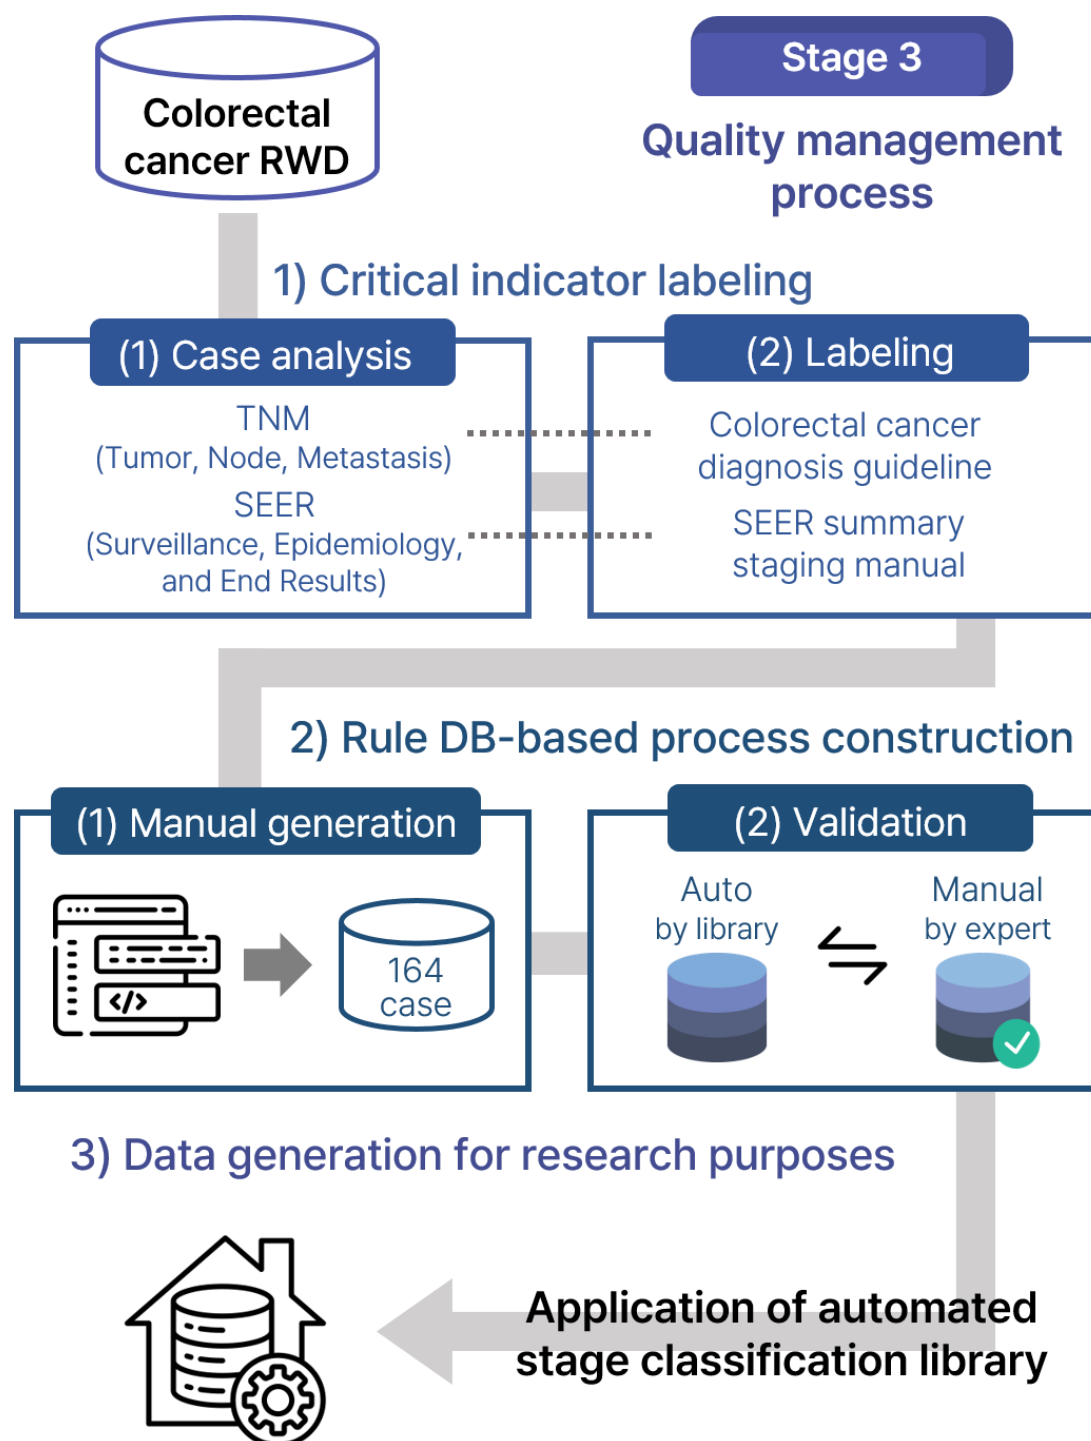 Colorectal
cancer RWD
Stage 3
Quality management
process
1) Critical indicator labeling
(1) Case analysis
TNM
(Tumor, Node, Metastasis)
SEER
(Surveillance, Epidemiology,
and End Results)
(2) Labeling
Colorectal cancer
diagnosis guideline
SEER summary
staging manual
2) Rule DB-based process construction
(1) Manual generation
</>
164
case
(2) Validation
Auto
by library
Manual
by expert
3) Data generation for research purposes
Application of automated
stage classification library